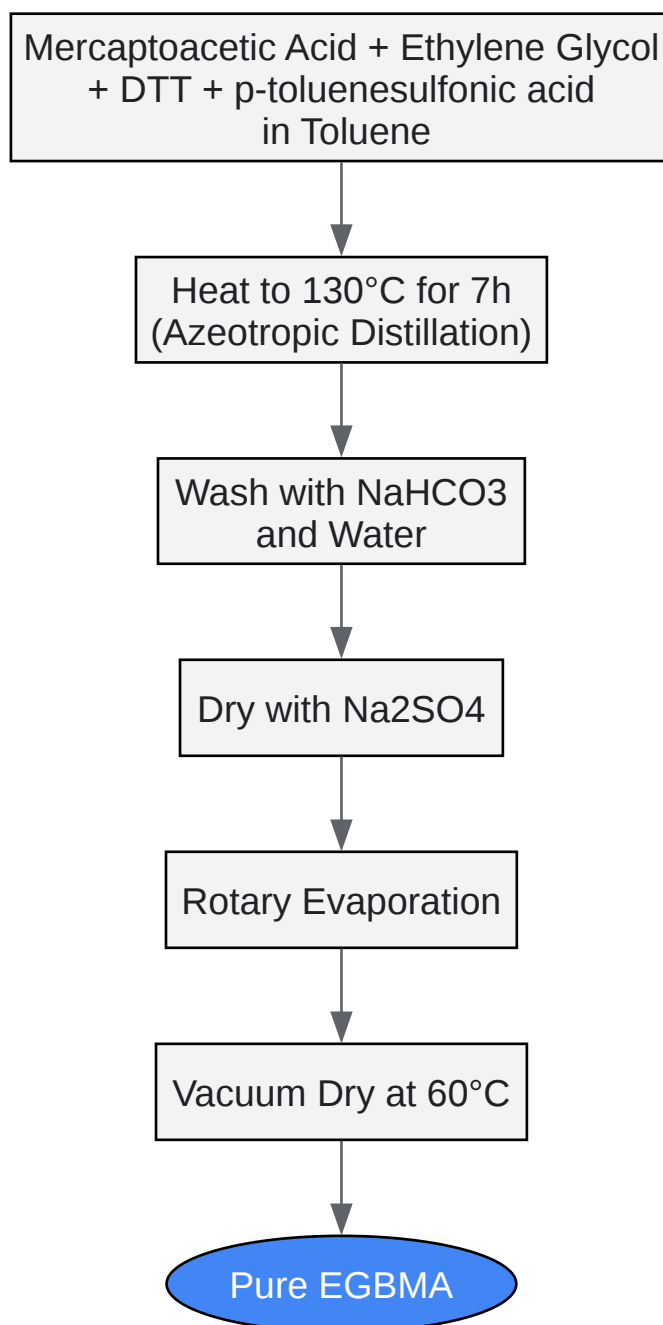 Mercaptoacetic Acid + Ethylene Glycol
+ DTT + p-toluenesulfonic acid
in Toluene
Heat to 130°C for 7h
(Azeotropic Distillation)
Wash with NaHCO3
and Water
Dry with Na2SO4
Rotary Evaporation
Vacuum Dry at 60°C
Pure EGBMA